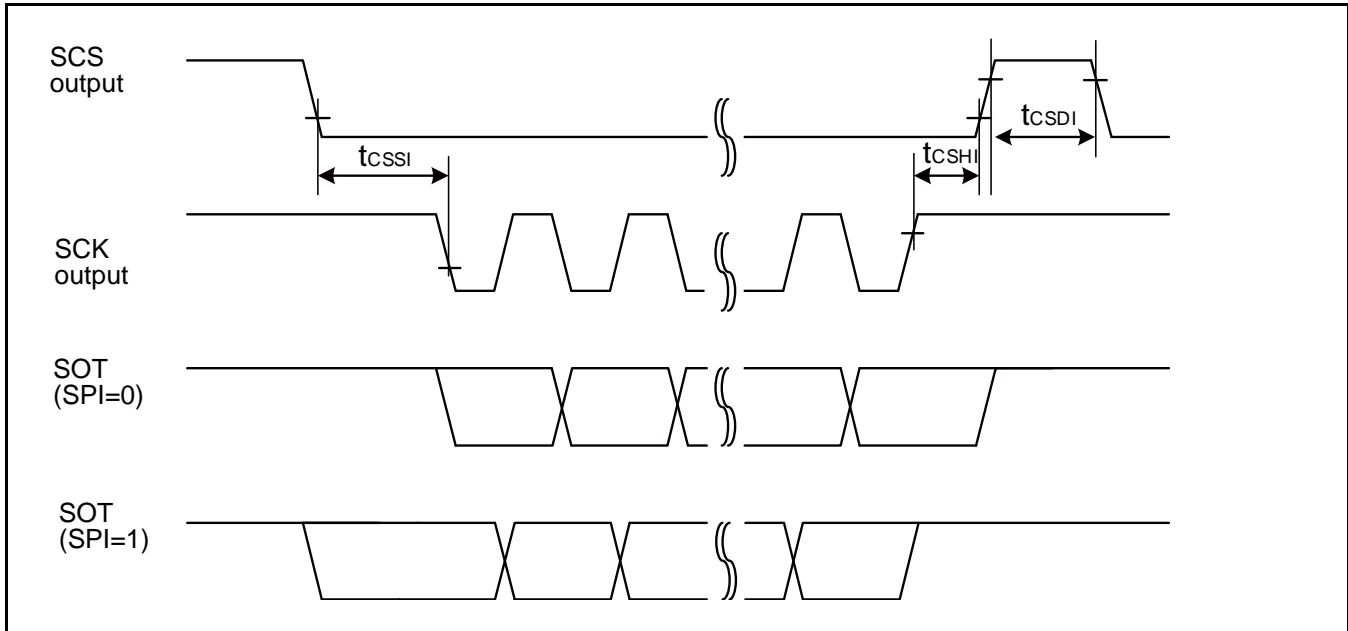 SCS
output
tCSSI
tCSHI
tCSDI
SCK
output
SOT
(SPI=0)
SOT
(SPI=1)